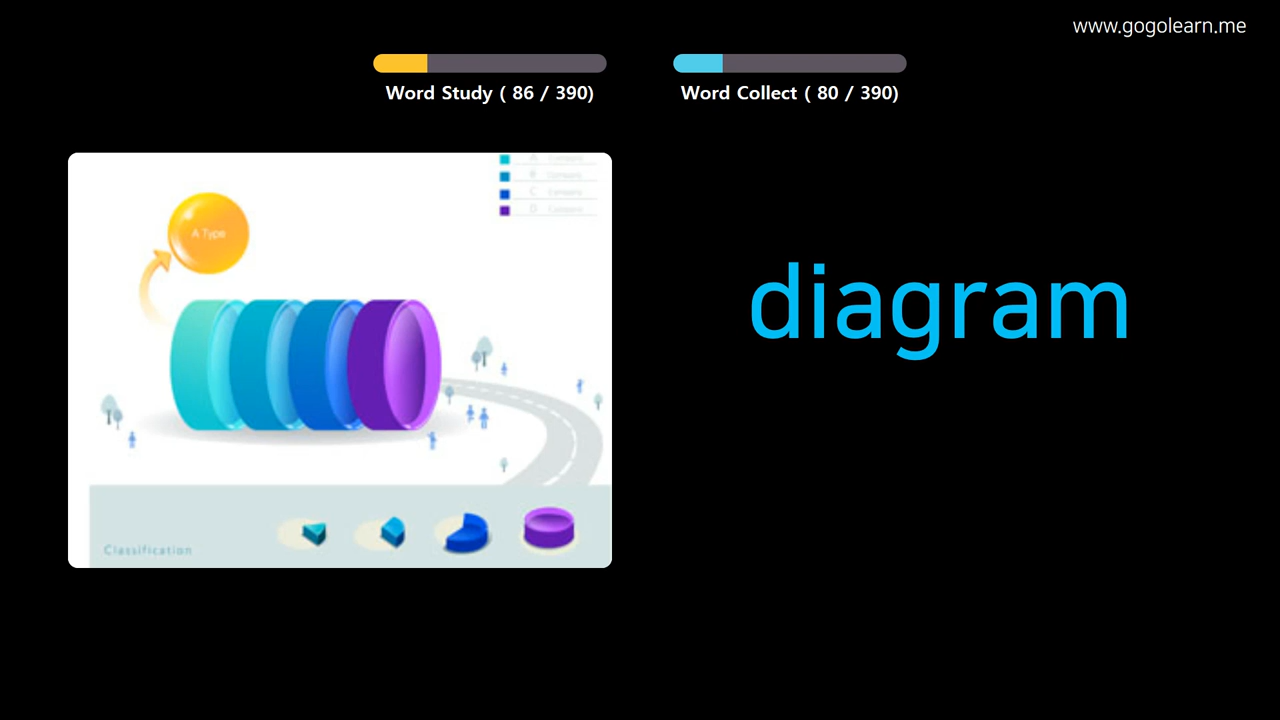 www.gogolearn.me
Word Study ( 86 / 390)
Word Collect ( 80 / 390)
A
B
C
D
A Type
diagram
Classification